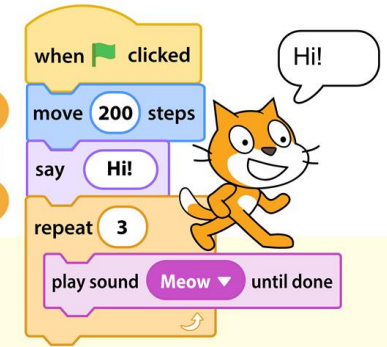 when clicked
Hi!
move 200 steps
say Hi!
repeat 3
play sound Meow until done